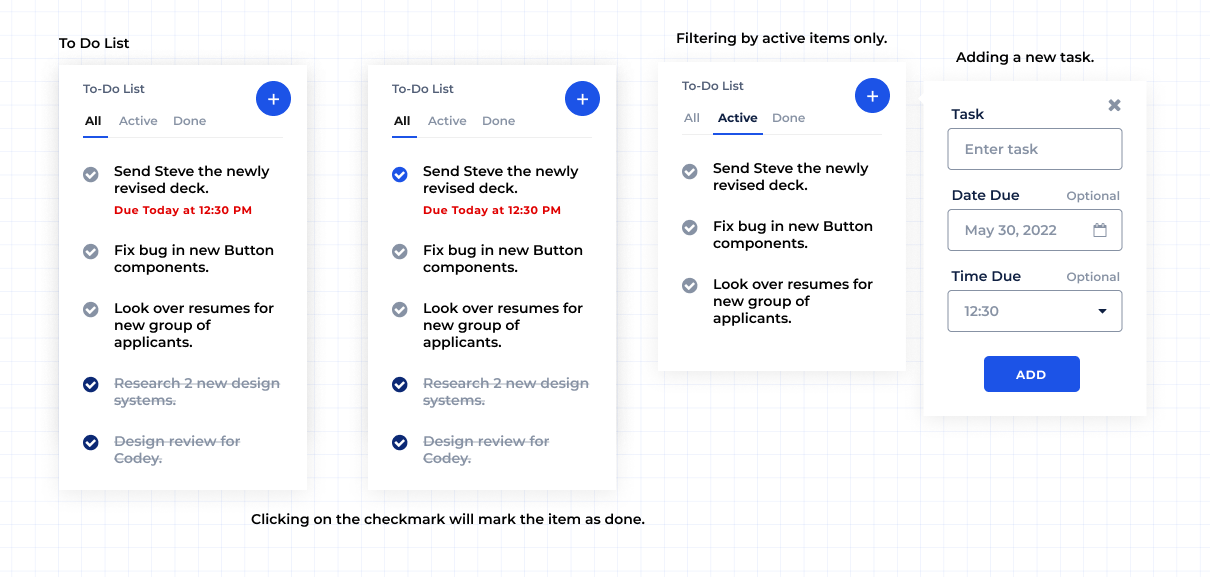 To Do List
To-Do List
+
All Active Done
Send Steve the newly
revised deck.
Due Today at 12:30 PM
Fix bug in new Button
components.
Look over resumes for
new group of
applicants.
Research 2 new design
systems.
Design review for
Codey.
To-Do List
+
All Active Done
Send Steve the newly
revised deck.
Due Today at 12:30 PM
Fix bug in new Button
components.
Look over resumes for
new group of
applicants.
Research 2 new design
systems.
Design review for
Codey.
Clicking on the checkmark will mark the item as done.
Filtering by active items only.
To-Do List
+
All Active Done
Send Steve the newly
revised deck.
Fix bug in new Button
components.
Look over resumes for
new group of
applicants.
Adding a new task.
Task
Enter task
Date Due Optional
May 30, 2022
Time Due Optional
12:30
ADD